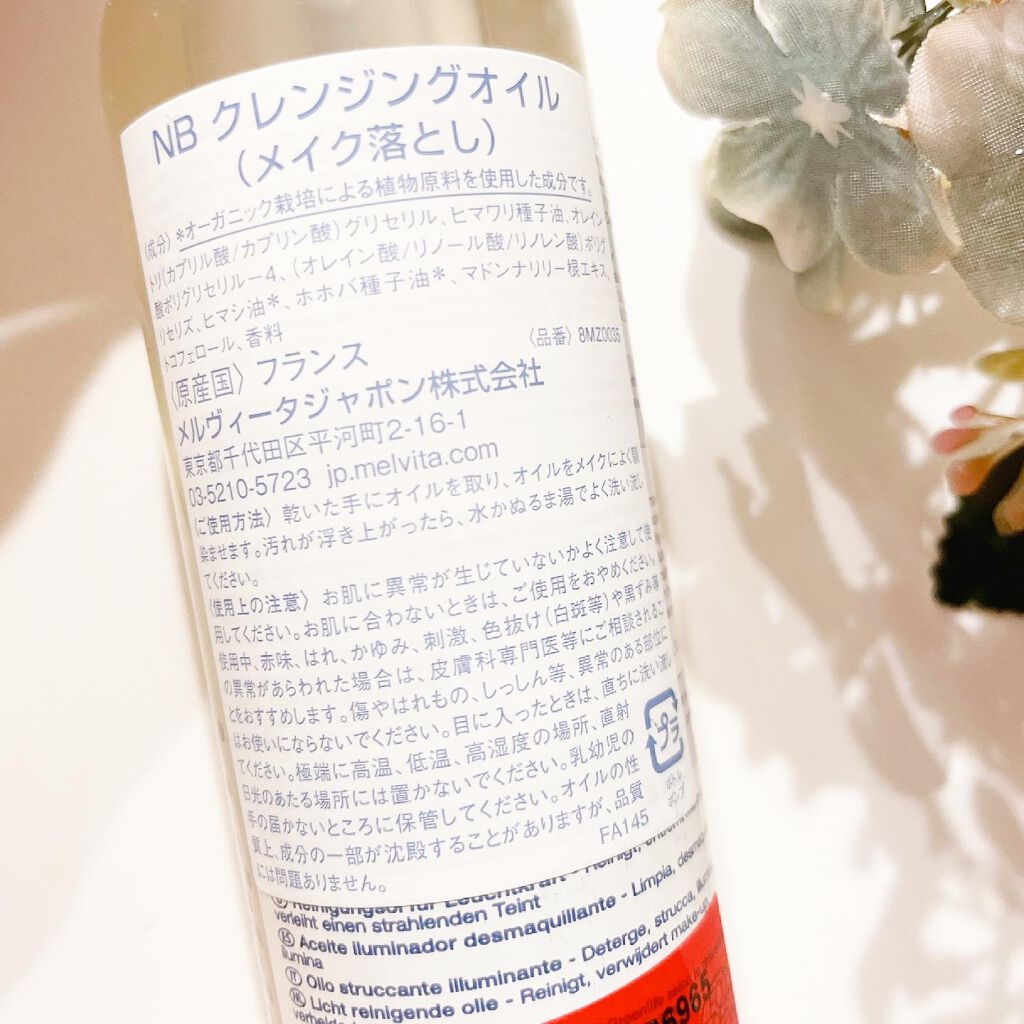 NB クレンジングオイル
(メイク落とし)
〈成分〉*オーガニック栽培による植物原料を使用した成分です。
トリ(カプリル酸/カプリン酸)グリセリル、ヒマワリ種子油、オレイン
酸ポリグリセリル-4、(オレイン酸/リノール酸/リノレン酸)ポリグ
リセリズ、ヒマシ油*、ホホバ種子油*、マドンナリリー根エキス、
トコフェロール、香料
〈品番〉8MZ0035
〈原産国〉フランス
メルヴィータジャポン株式会社
東京都千代田区平河町2-16-1
03-5210-5723 jp.melvita.com
〈ご使用方法〉乾いた手にオイルを取り、オイルをメイクによく馴
染ませます。汚れが浮き上がったら、水かぬるま湯でよく洗い流し
てください。
〈使用上の注意〉お肌に異常が生じていないかよく注意して使
用してください。お肌に合わないときは、ご使用をおやめください。
使用中、赤味、はれ、かゆみ、刺激、色抜け(白斑等)や黒ずみ等
の異常があらわれた場合は、皮膚科専門医等にご相談されるこ
とをおすすめします。傷やはれもの、しっしん等、異常のある部位に
はお使いにならないでください。目に入ったときは、直ちに洗い流し
てください。極端に高温、低温、高湿度の場所、直射
日光のあたる場所には置かないでください。乳幼児の
手の届かないところに保管してください。オイルの性
質上、成分の一部が沈殿することがありますが、品質
には問題ありません。
プラ
ボトル
ポンプ
FA145
Reinigungsöl für Leuchtkraft - Reinigt,
verleiht einen strahlenden Teint
ES Aceite iluminador desmaquillante - Limpia,
ilumina
IT Olio struccante illuminante - Deterge, strucca,
NL Licht reinigende olie - Reinigt, verwijdert make-up,
6965